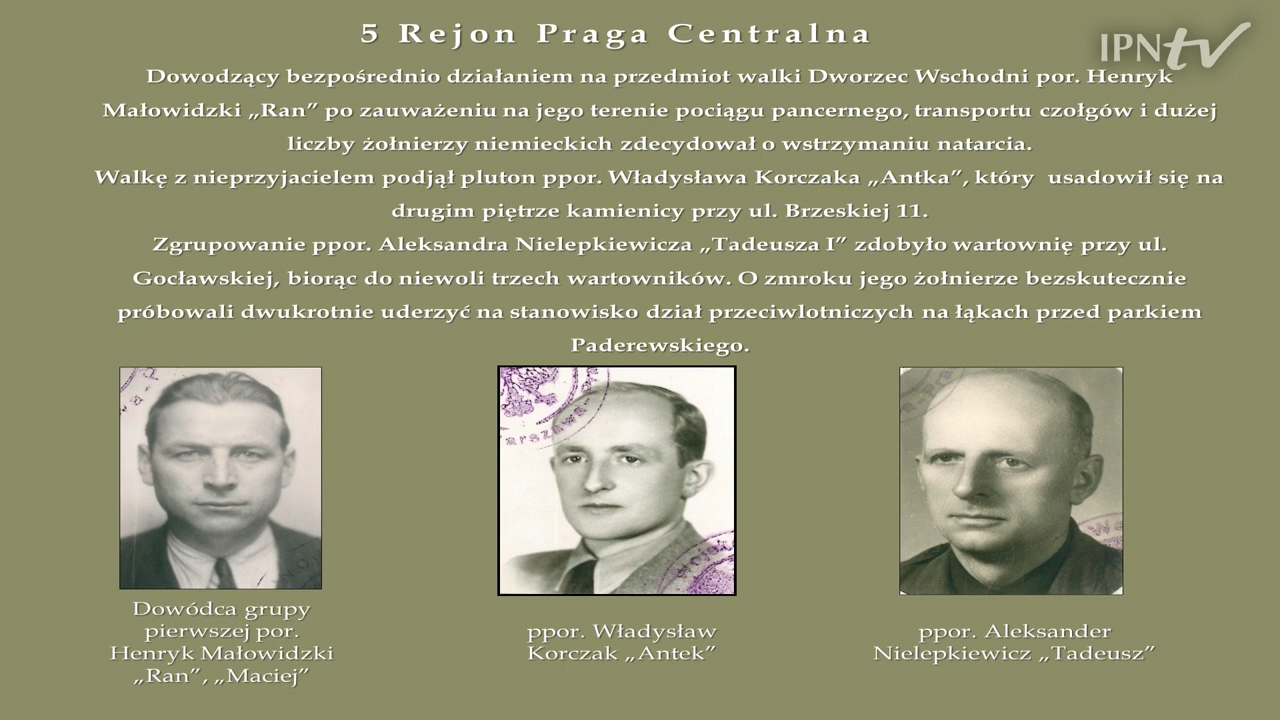 5 Rejon Praga Centralna
IPNtv
Dowodzący bezpośrednio działaniem na przedmiot walki Dworzec Wschodni por. Henryk
Małowidzki „Ran” po zauważeniu na jego terenie pociągu pancernego, transportu czołgów i dużej
liczby żołnierzy niemieckich zdecydował o wstrzymaniu natarcia.
Walkę z nieprzyjacielem podjął pluton ppor. Władysława Korczaka „Antka”, który usadowił się na
drugim piętrze kamienicy przy ul. Brzeskiej 11.
Zgrupowanie ppor. Aleksandra Nielepkiewicza „Tadeusza I” zdobyło wartownię przy ul.
Gocławskiej, biorąc do niewoli trzech wartowników. O zmroku jego żołnierze bezskutecznie
próbowali dwukrotnie uderzyć na stanowisko dział przeciwlotniczych na łąkach przed parkiem
Paderewskiego.
Dowódca grupy
pierwszej por.
Henryk Małowidzki
„Ran”, „Maciej”
ppor. Władysław
Korczak „Antek”
ppor. Aleksander
Nielepkiewicz „Tadeusz”